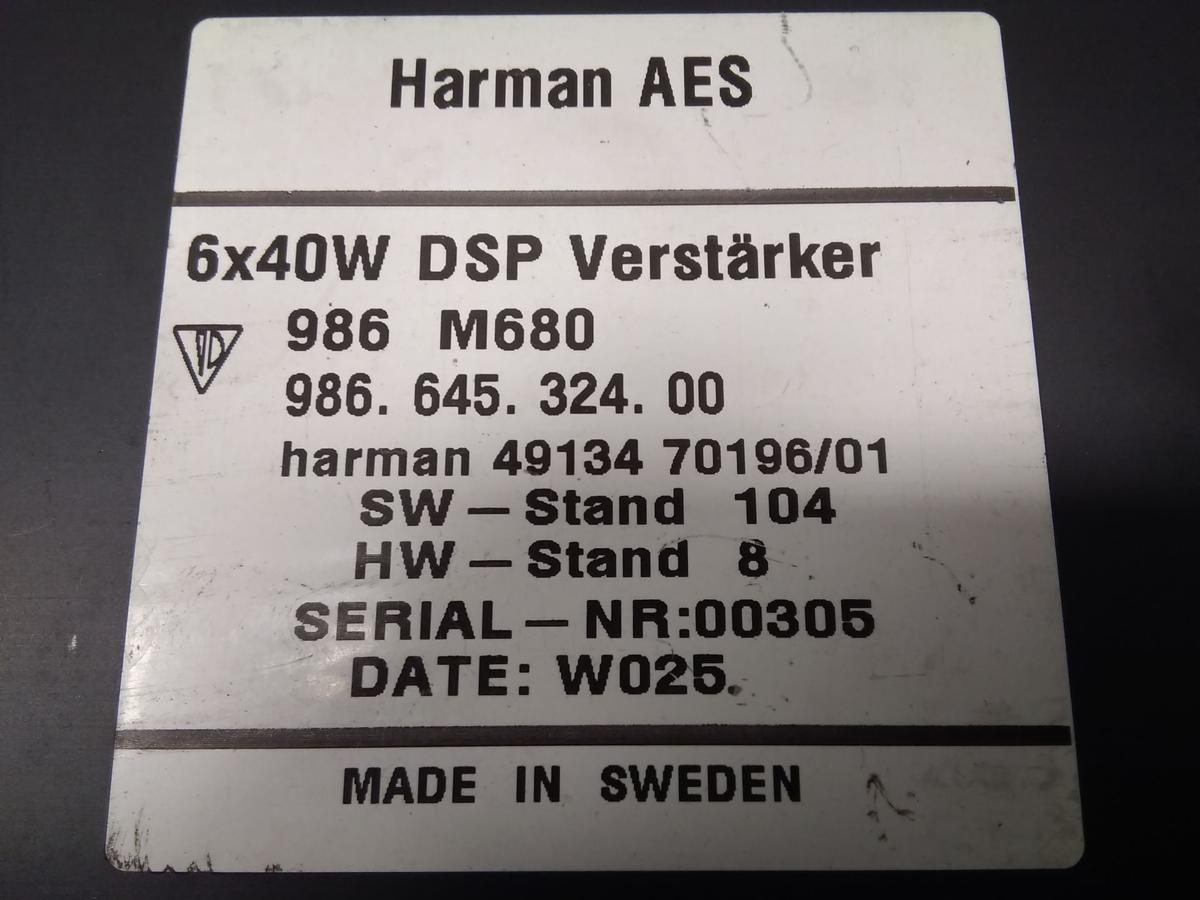 Harman AES
6x40W DSP Verstärker
986 M680
986. 645. 324. 00
harman 49134 70196/01
SW – Stand 104
HW – Stand 8
SERIAL – NR:00305
DATE: W025.
MADE IN SWEDEN